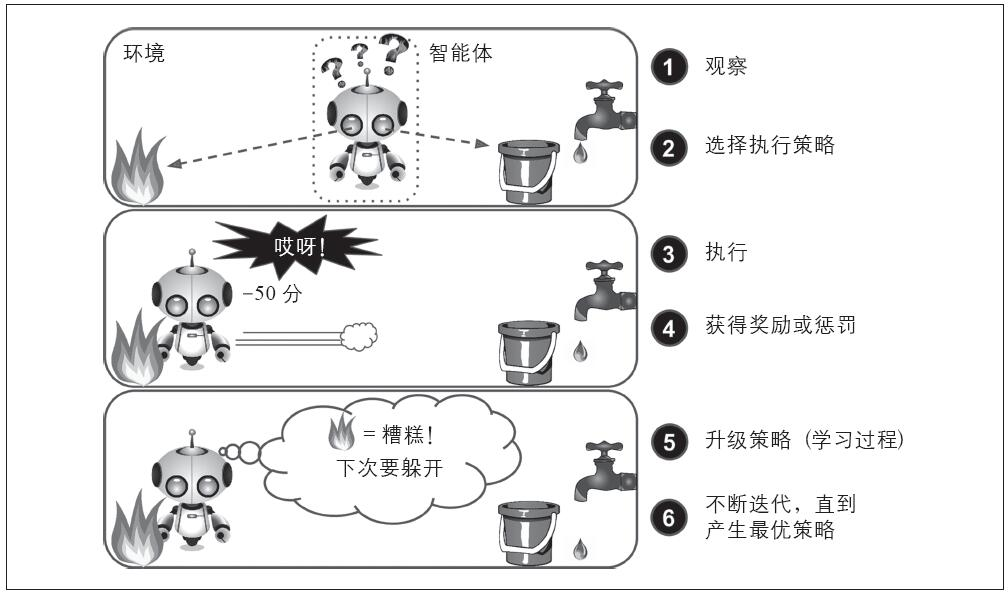 环境
智能体
? ? ?
1 观察
2 选择执行策略
哎呀!
-50 分
3 执行
4 获得奖励或惩罚
= 糟糕!
下次要躲开
5 升级策略 (学习过程)
6 不断迭代，直到
产生最优策略